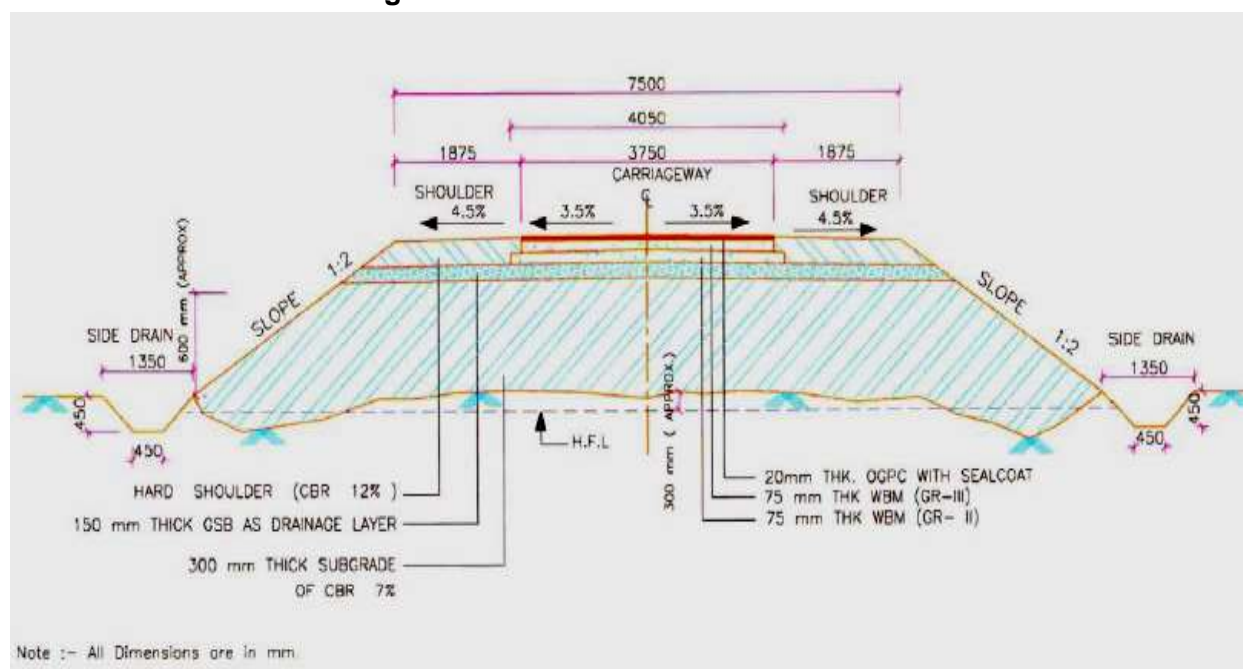 7500
4050
1875
3750
1875
CARRIAGEWAY
℄
SHOULDER
SHOULDER
4.5%
3.5%
3.5%
4.5%
600 mm (APPROX)
1:2
SLOPE
SLOPE
1:2
SIDE DRAIN
1350
SIDE DRAIN
1350
450
450
450
450
H.F.L
300 mm ( APPROX.)
HARD SHOULDER (CBR 12% )
150 mm THICK GSB AS DRAINAGE LAYER
300 mm THICK SUBGRADE
OF CBR 7%
20mm THK. OGPC WITH SEALCOAT
75 mm THK WBM (GR-III)
75 mm THK WBM (GR- II)
Note :- All Dimensions are in mm